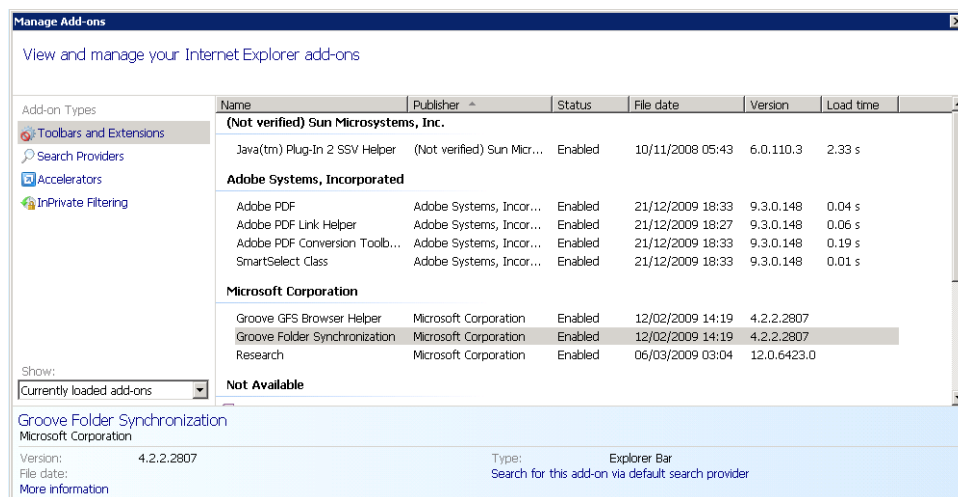 Manage Add-ons
View and manage your Internet Explorer add-ons
Add-on Types
Toolbars and Extensions
Search Providers
Accelerators
InPrivate Filtering
Show:
Currently loaded add-ons
Name Publisher Status File date Version Load time
(Not verified) Sun Microsystems, Inc.
Java(tm) Plug-In 2 SSV Helper (Not verified) Sun Micr... Enabled 10/11/2008 05:43 6.0.110.3 2.33 s
Adobe Systems, Incorporated
Adobe PDF Adobe Systems, Incor... Enabled 21/12/2009 18:33 9.3.0.148 0.04 s
Adobe PDF Link Helper Adobe Systems, Incor... Enabled 21/12/2009 18:27 9.3.0.148 0.06 s
Adobe PDF Conversion Toolb... Adobe Systems, Incor... Enabled 21/12/2009 18:33 9.3.0.148 0.19 s
SmartSelect Class Adobe Systems, Incor... Enabled 21/12/2009 18:33 9.3.0.148 0.01 s
Microsoft Corporation
Groove GFS Browser Helper Microsoft Corporation Enabled 12/02/2009 14:19 4.2.2.2807
Groove Folder Synchronization Microsoft Corporation Enabled 12/02/2009 14:19 4.2.2.2807
Research Microsoft Corporation Enabled 06/03/2009 03:04 12.0.6423.0
Not Available
Groove Folder Synchronization
Microsoft Corporation
Version: 4.2.2.2807 Type: Explorer Bar
File date: Search for this add-on via default search provider
More information